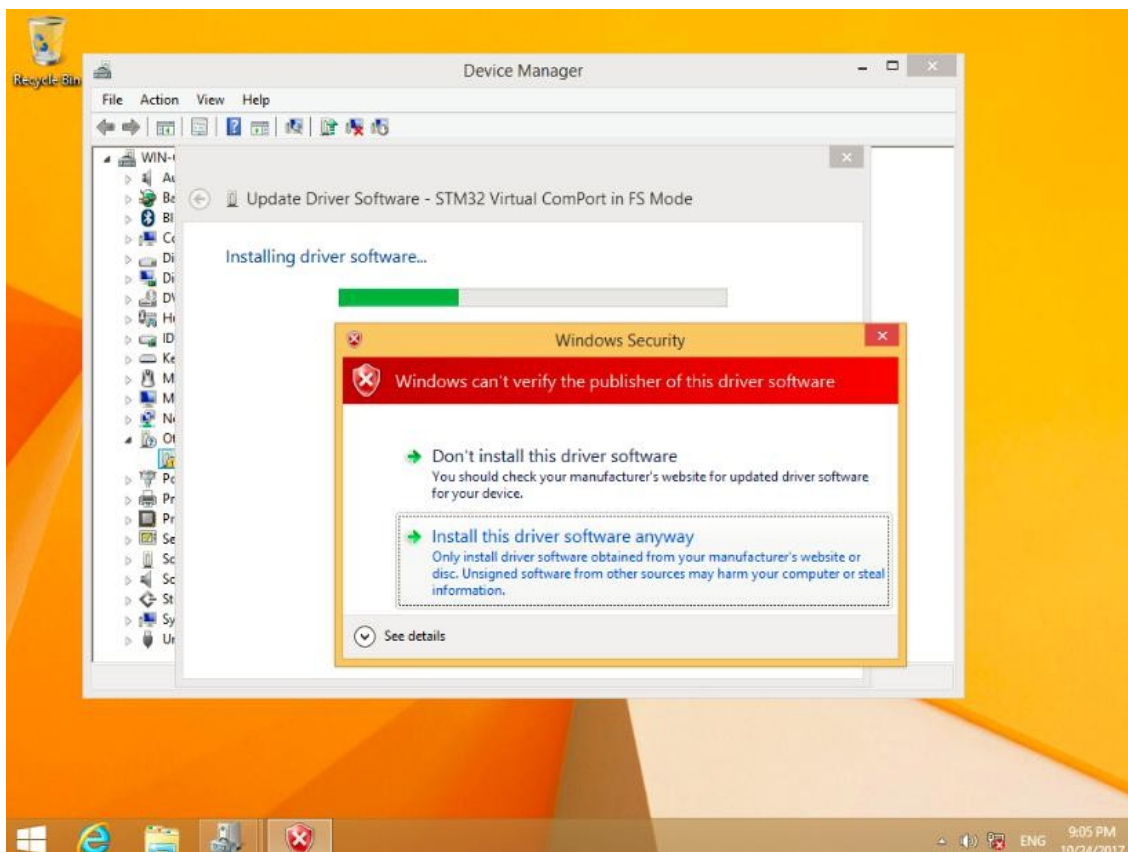 Recycle Bin
Device Manager
File Action View Help
WIN-
Update Driver Software - STM32 Virtual ComPort in FS Mode
Installing driver software...
Windows Security
Windows can't verify the publisher of this driver software
Don't install this driver software
You should check your manufacturer's website for updated driver software
for your device.
Install this driver software anyway
Only install driver software obtained from your manufacturer's website or
disc. Unsigned software from other sources may harm your computer or steal
information.
See details
ENG
9:05 PM
10/24/2017